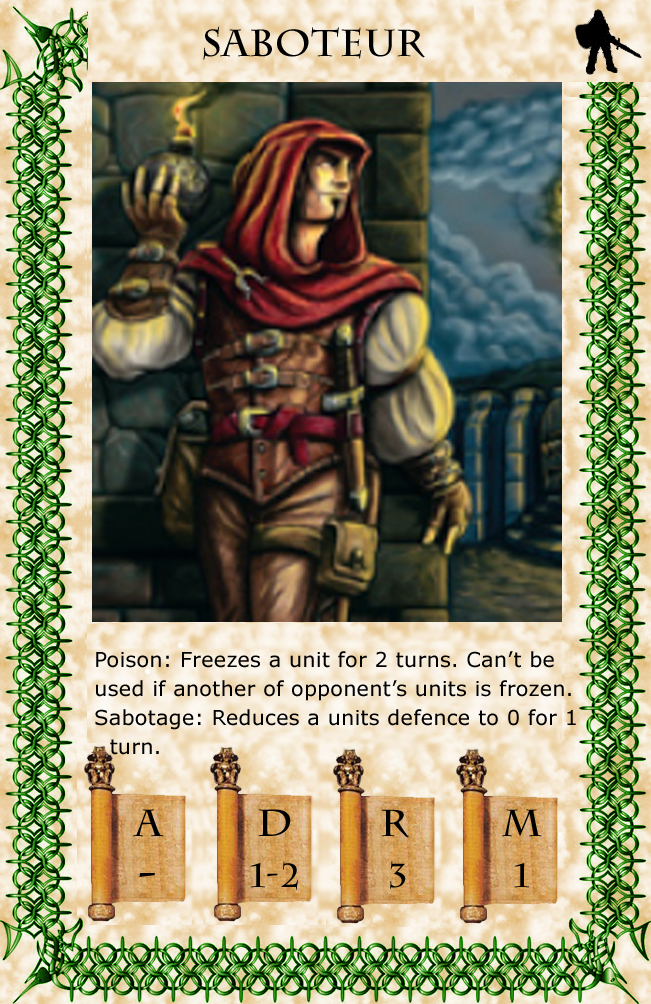 SABOTEUR
Poison: Freezes a unit for 2 turns. Can’t be
used if another of opponent’s units is frozen.
Sabotage: Reduces a units defence to 0 for 1
turn.
A D R M
- 1-2 3 1